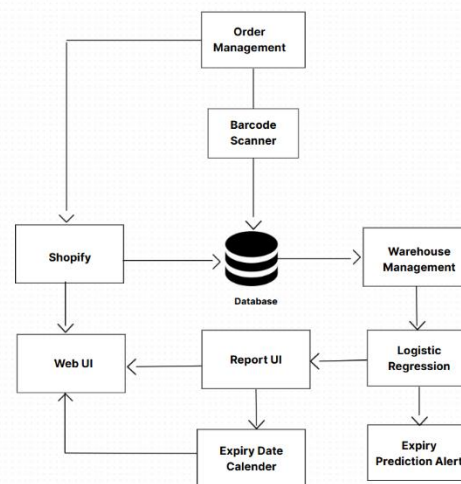 Order
Management
Barcode
Scanner
Shopify
Database
Warehouse
Management
Web UI
Report UI
Logistic
Regression
Expiry Date
Calender
Expiry
Prediction Alert